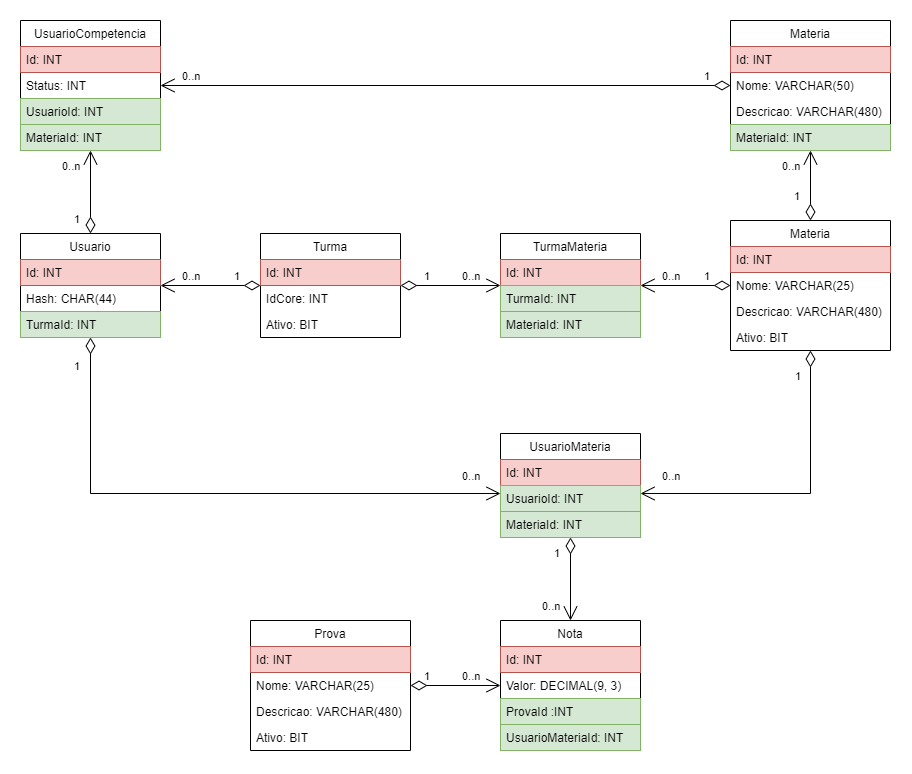 UsuarioCompetencia
Id: INT
Status: INT
UsuarioId: INT
MateriaId: INT
0..n
1
Materia
Id: INT
Nome: VARCHAR(50)
Descricao: VARCHAR(480)
MateriaId: INT
0..n
1
0..n
1
Usuario
Id: INT
Hash: CHAR(44)
TurmaId: INT
0..n
1
Turma
Id: INT
IdCore: INT
Ativo: BIT
1
0..n
TurmaMateria
Id: INT
TurmaId: INT
MateriaId: INT
0..n
1
Materia
Id: INT
Nome: VARCHAR(25)
Descricao: VARCHAR(480)
Ativo: BIT
1
1
0..n
UsuarioMateria
Id: INT
UsuarioId: INT
MateriaId: INT
0..n
1
0..n
Prova
Id: INT
Nome: VARCHAR(25)
Descricao: VARCHAR(480)
Ativo: BIT
1
0..n
Nota
Id: INT
Valor: DECIMAL(9, 3)
ProvaId :INT
UsuarioMateriaId: INT